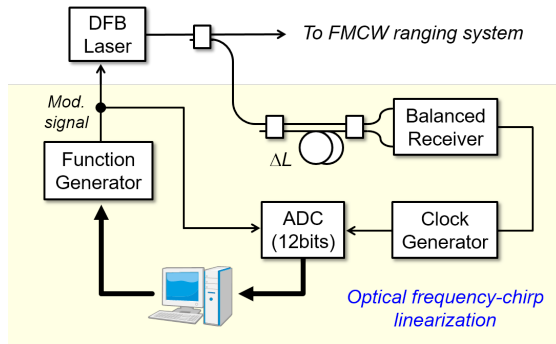 DFB
Laser
To FMCW ranging system
Mod.
signal
Function
Generator
ΔL
Balanced
Receiver
ADC
(12bits)
Clock
Generator
Optical frequency-chirp
linearization